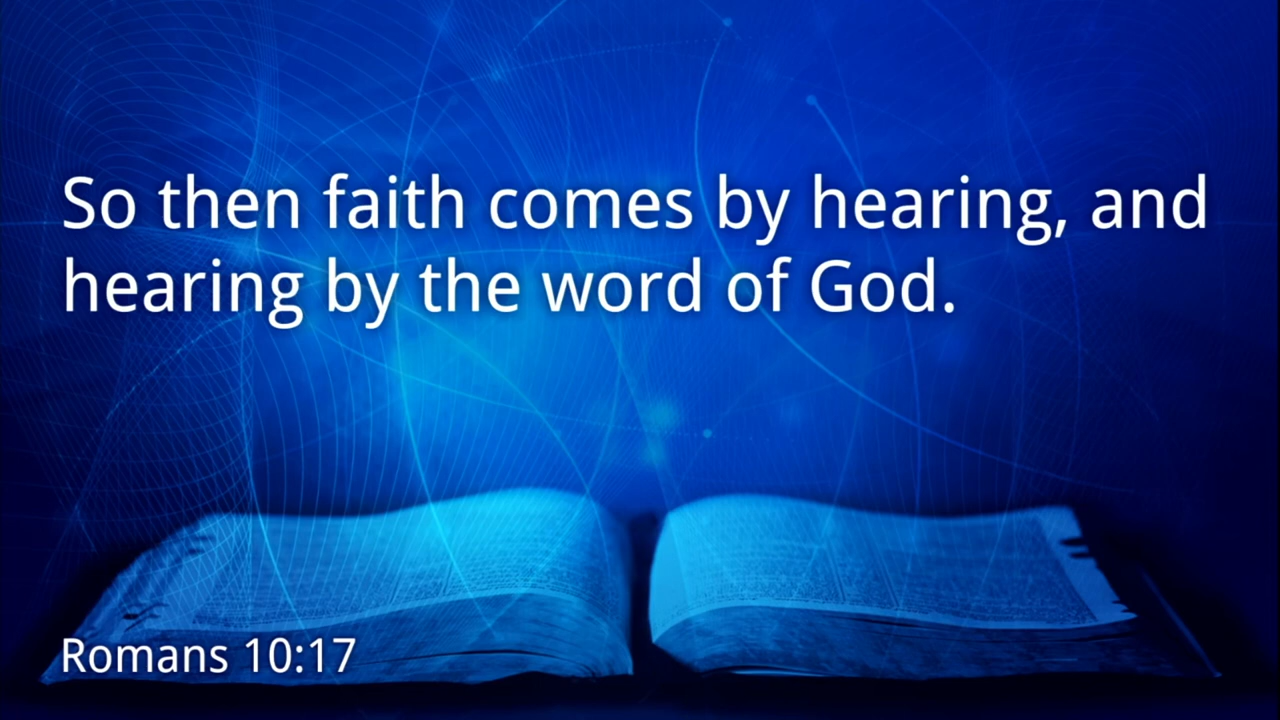 So then faith comes by hearing, and
hearing by the word of God.
Romans 10:17